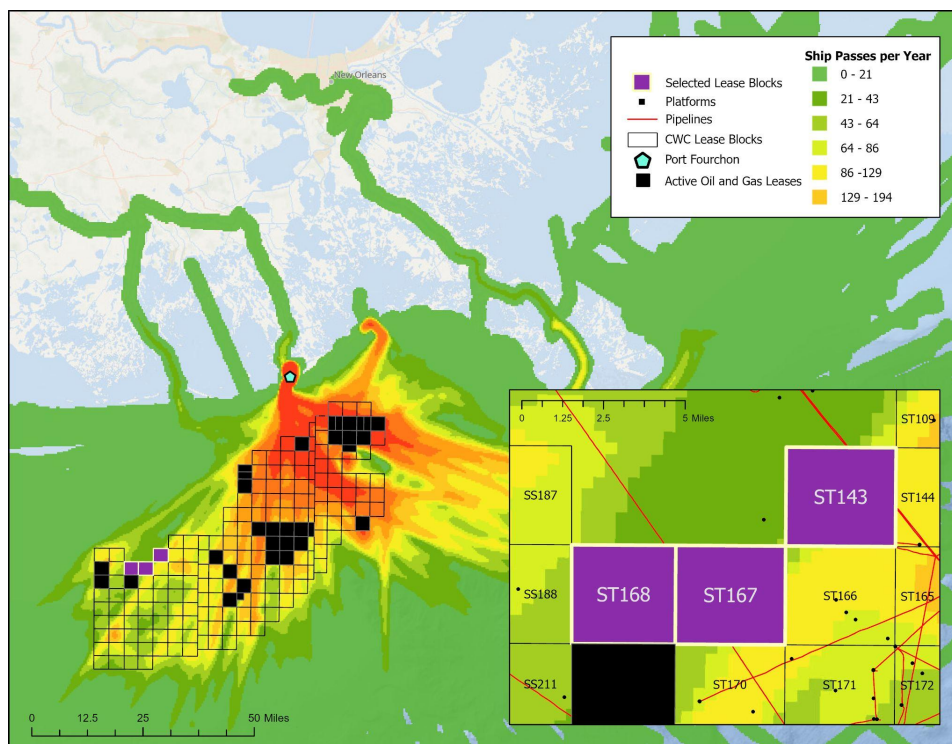 New Orleans
Selected Lease Blocks
Platforms
Pipelines
CWC Lease Blocks
Port Fourchon
Active Oil and Gas Leases
Ship Passes per Year
0 - 21
21 - 43
43 - 64
64 - 86
86 -129
129 - 194
0 1.25 2.5 5 Miles
ST109
SS187
ST143
ST144
SS188
ST168
ST167
ST166
ST165
SS211
ST170
ST171
ST172
0 12.5 25 50 Miles